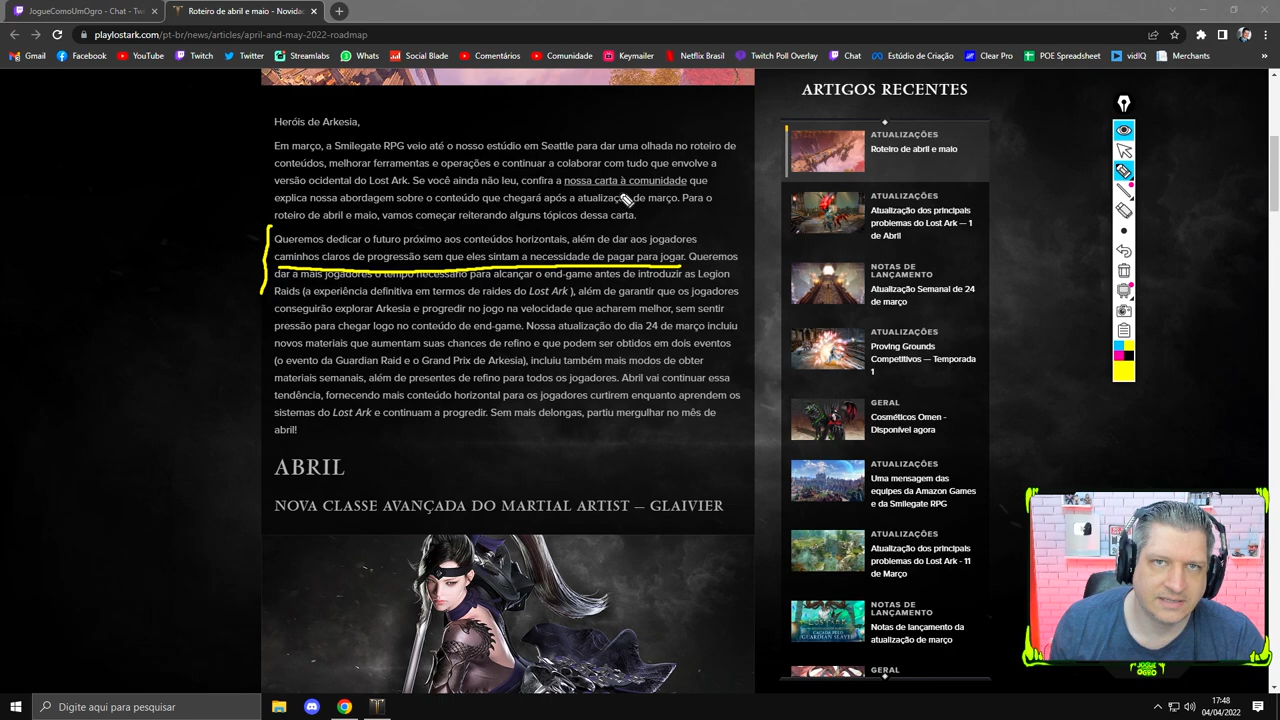 JogueComoUmOgro - Chat - Twitch
Roteiro de abril e maio - Novidades
playlostark.com/pt-br/news/articles/april-and-may-2022-roadmap
Gmail
Facebook
YouTube
Twitch
Twitter
Streamlabs
Whats
Social Blade
Comentários
Comunidade
Keymailer
Netflix Brasil
Twitch Poll Overlay
Chat
Estúdio de Criação
Clear Pro
POE Spreadsheet
vidIQ
Merchants
Heróis de Arkesia,
Em março, a Smilegate RPG veio até o nosso estúdio em Seattle para dar uma olhada no roteiro de
conteúdos, melhorar ferramentas e operações e continuar a colaborar com tudo que envolve a
versão ocidental do Lost Ark. Se você ainda não leu, confira a nossa carta à comunidade que
explica nossa abordagem sobre o conteúdo que chegará após a atualização de março. Para o
roteiro de abril e maio, vamos começar reiterando alguns tópicos dessa carta.
Queremos dedicar o futuro próximo aos conteúdos horizontais, além de dar aos jogadores
caminhos claros de progressão sem que eles sintam a necessidade de pagar para jogar. Queremos
dar a mais jogadores o tempo necessário para alcançar o end-game antes de introduzir as Legion
Raids (a experiência definitiva em termos de raides do Lost Ark ), além de garantir que os jogadores
conseguirão explorar Arkesia e progredir no jogo na velocidade que acharem melhor, sem sentir
pressão para chegar logo no conteúdo de end-game. Nossa atualização do dia 24 de março incluiu
novos materiais que aumentam suas chances de refino e que podem ser obtidos em dois eventos
(o evento da Guardian Raid e o Grand Prix de Arkesia), incluiu também mais modos de obter
materiais semanais, além de presentes de refino para todos os jogadores. Abril vai continuar essa
tendência, fornecendo mais conteúdo horizontal para os jogadores curtirem enquanto aprendem os
sistemas do Lost Ark e continuam a progredir. Sem mais delongas, partiu mergulhar no mês de
abril!
ABRIL
NOVA CLASSE AVANÇADA DO MARTIAL ARTIST — GLAIVIER
ARTIGOS RECENTES
ATUALIZAÇÕES
Roteiro de abril e maio
ATUALIZAÇÕES
Atualização dos principais
problemas do Lost Ark — 1
de Abril
NOTAS DE
LANÇAMENTO
Atualização Semanal de 24
de março
ATUALIZAÇÕES
Proving Grounds
Competitivos — Temporada
1
GERAL
Cosméticos Omen -
Disponível agora
ATUALIZAÇÕES
Uma mensagem das
equipes da Amazon Games
e da Smilegate RPG
ATUALIZAÇÕES
Atualização dos principais
problemas do Lost Ark - 11
de Março
NOTAS DE
LANÇAMENTO
Notas de lançamento da
atualização de março
GERAL
JOGUE
OGRO
Digite aqui para pesquisar
17:48
04/04/2022